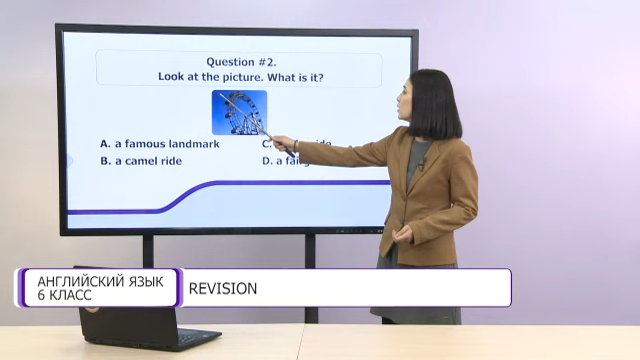 Question #2.
Look at the picture. What is it?
A. a famous landmark
C.
B. a camel ride
D. a
АНГЛИЙСКИЙ ЯЗЫК
6 КЛАСС
REVISION